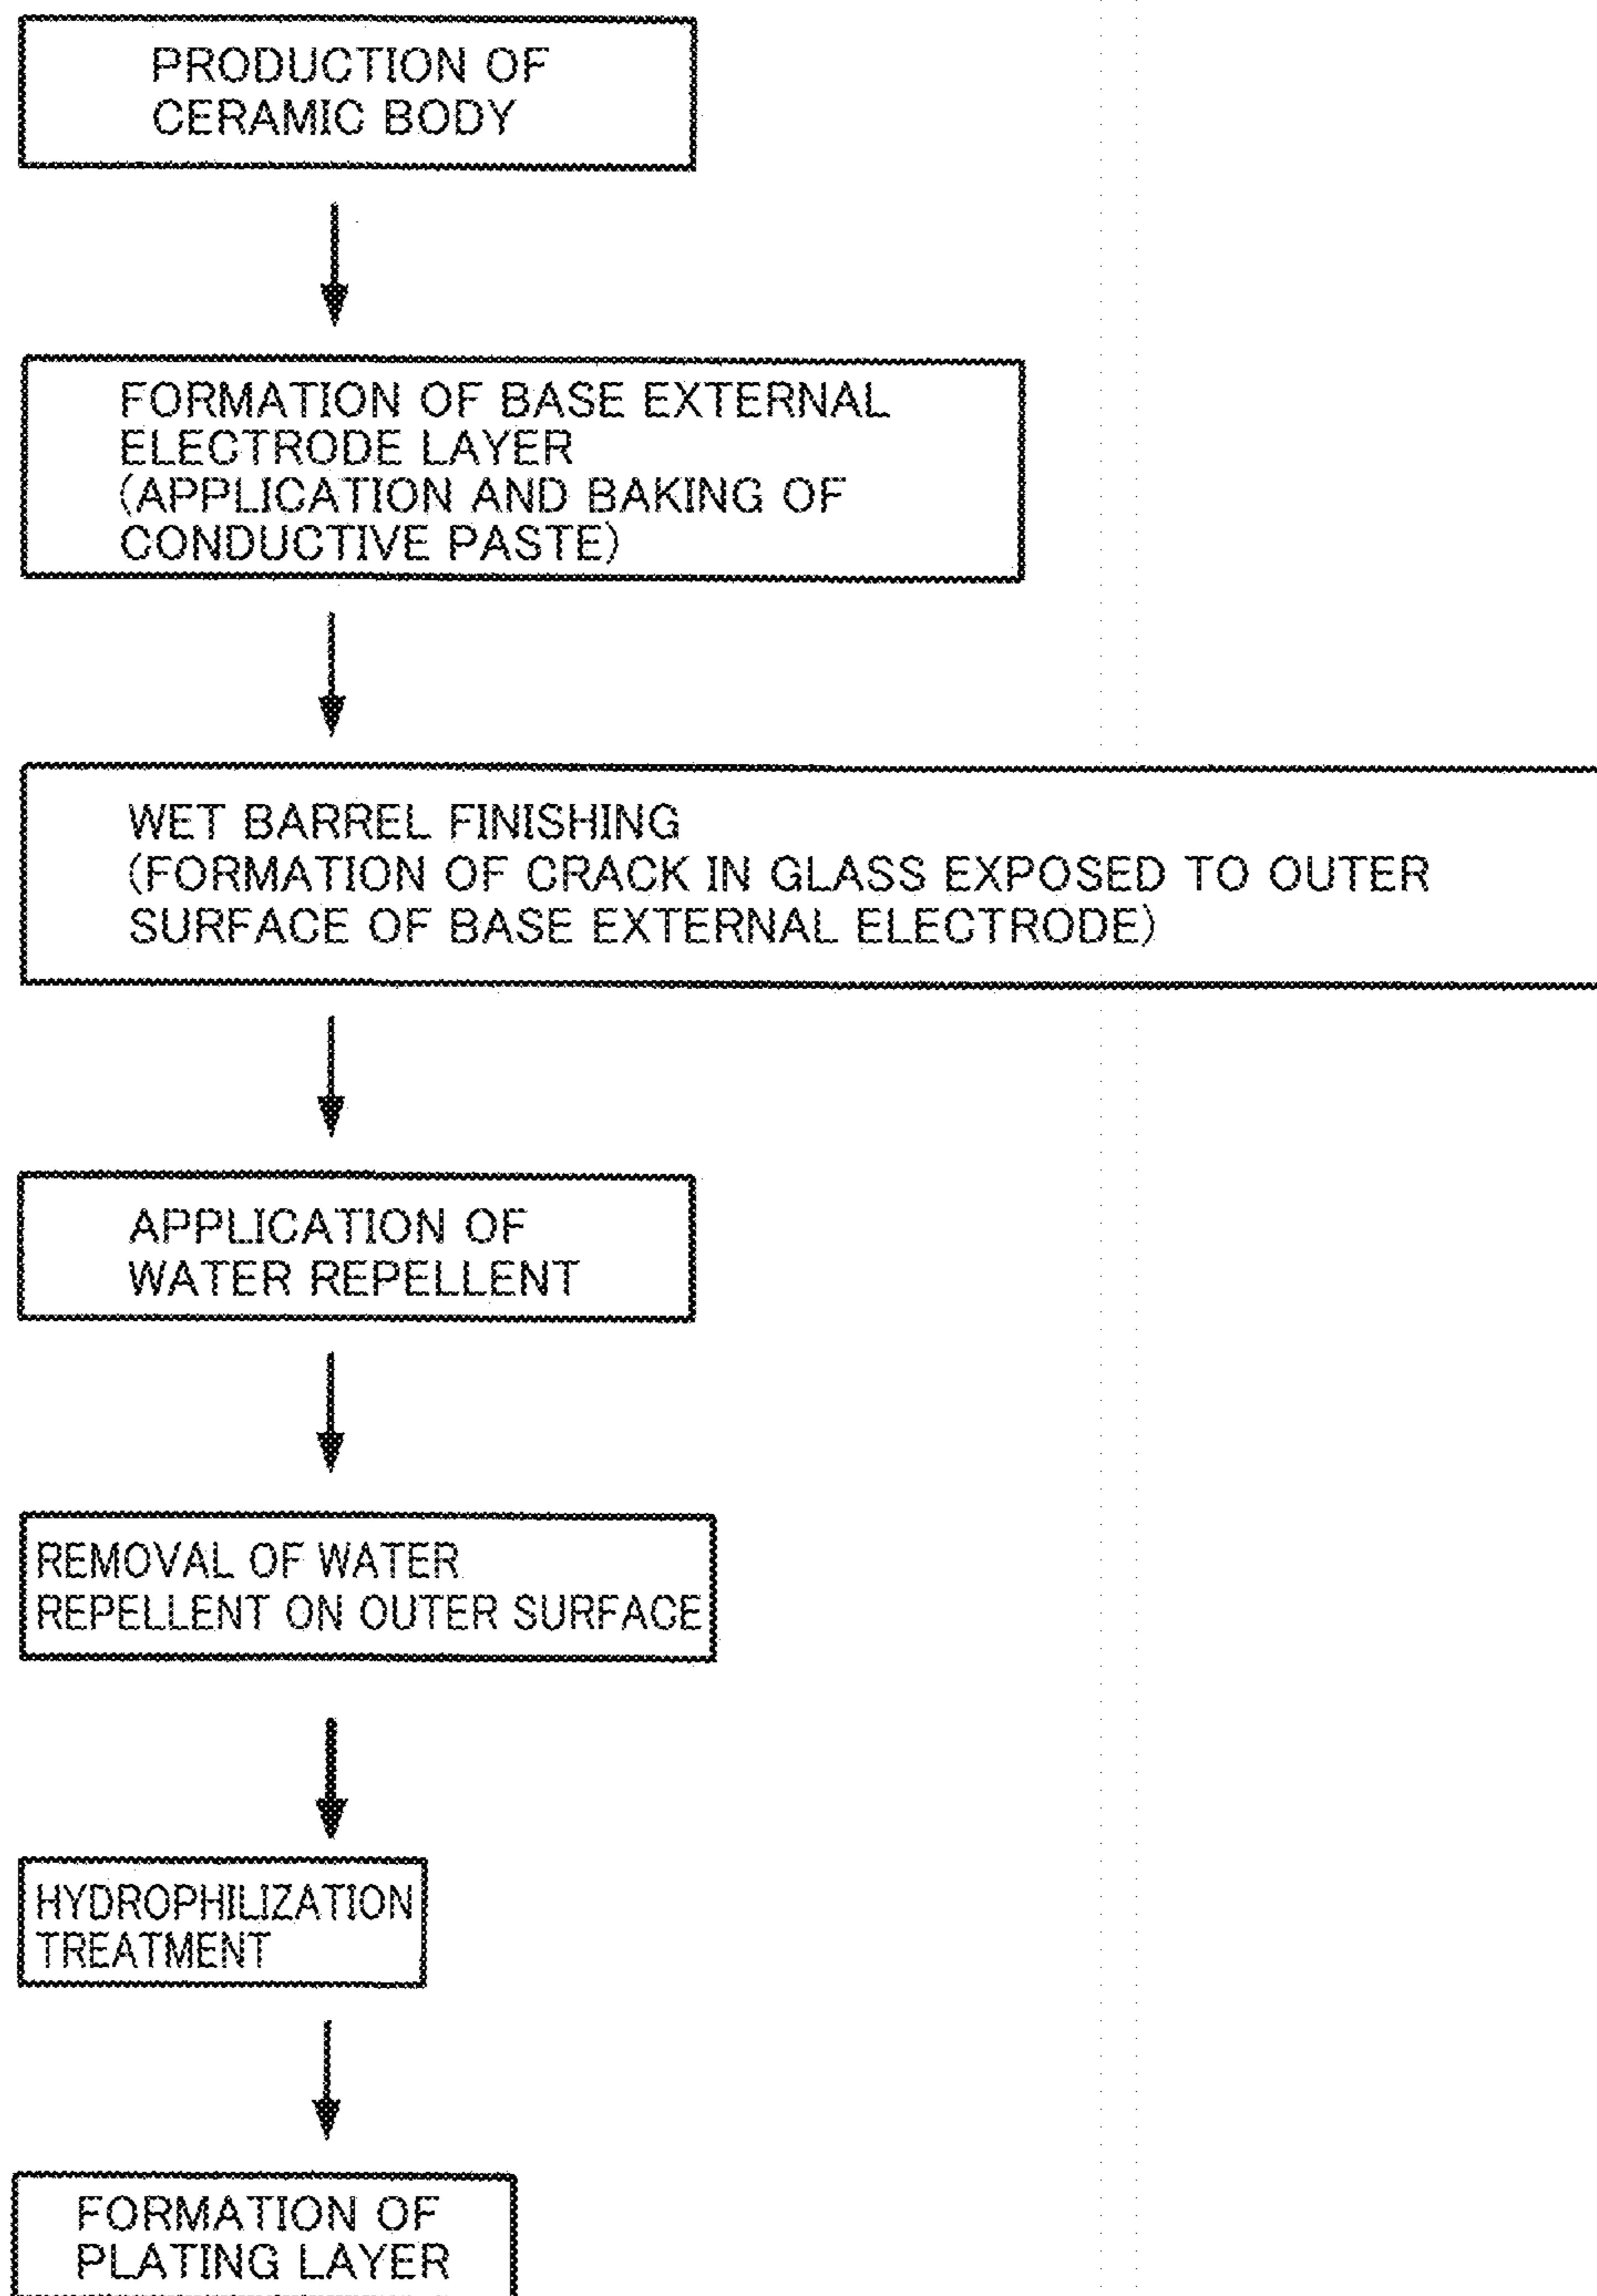 PRODUCTION OF
CERAMIC BODY
FORMATION OF BASE EXTERNAL
ELECTRODE LAYER
(APPLICATION AND BAKING OF
CONDUCTIVE PASTE)
WET BARREL FINISHING
(FORMATION OF CRACK IN GLASS EXPOSED TO OUTER
SURFACE OF BASE EXTERNAL ELECTRODE)
APPLICATION OF
WATER REPELLENT
REMOVAL OF WATER
REPELLENT ON OUTER SURFACE
HYDROPHILIZATION
TREATMENT
FORMATION OF
PLATING LAYER